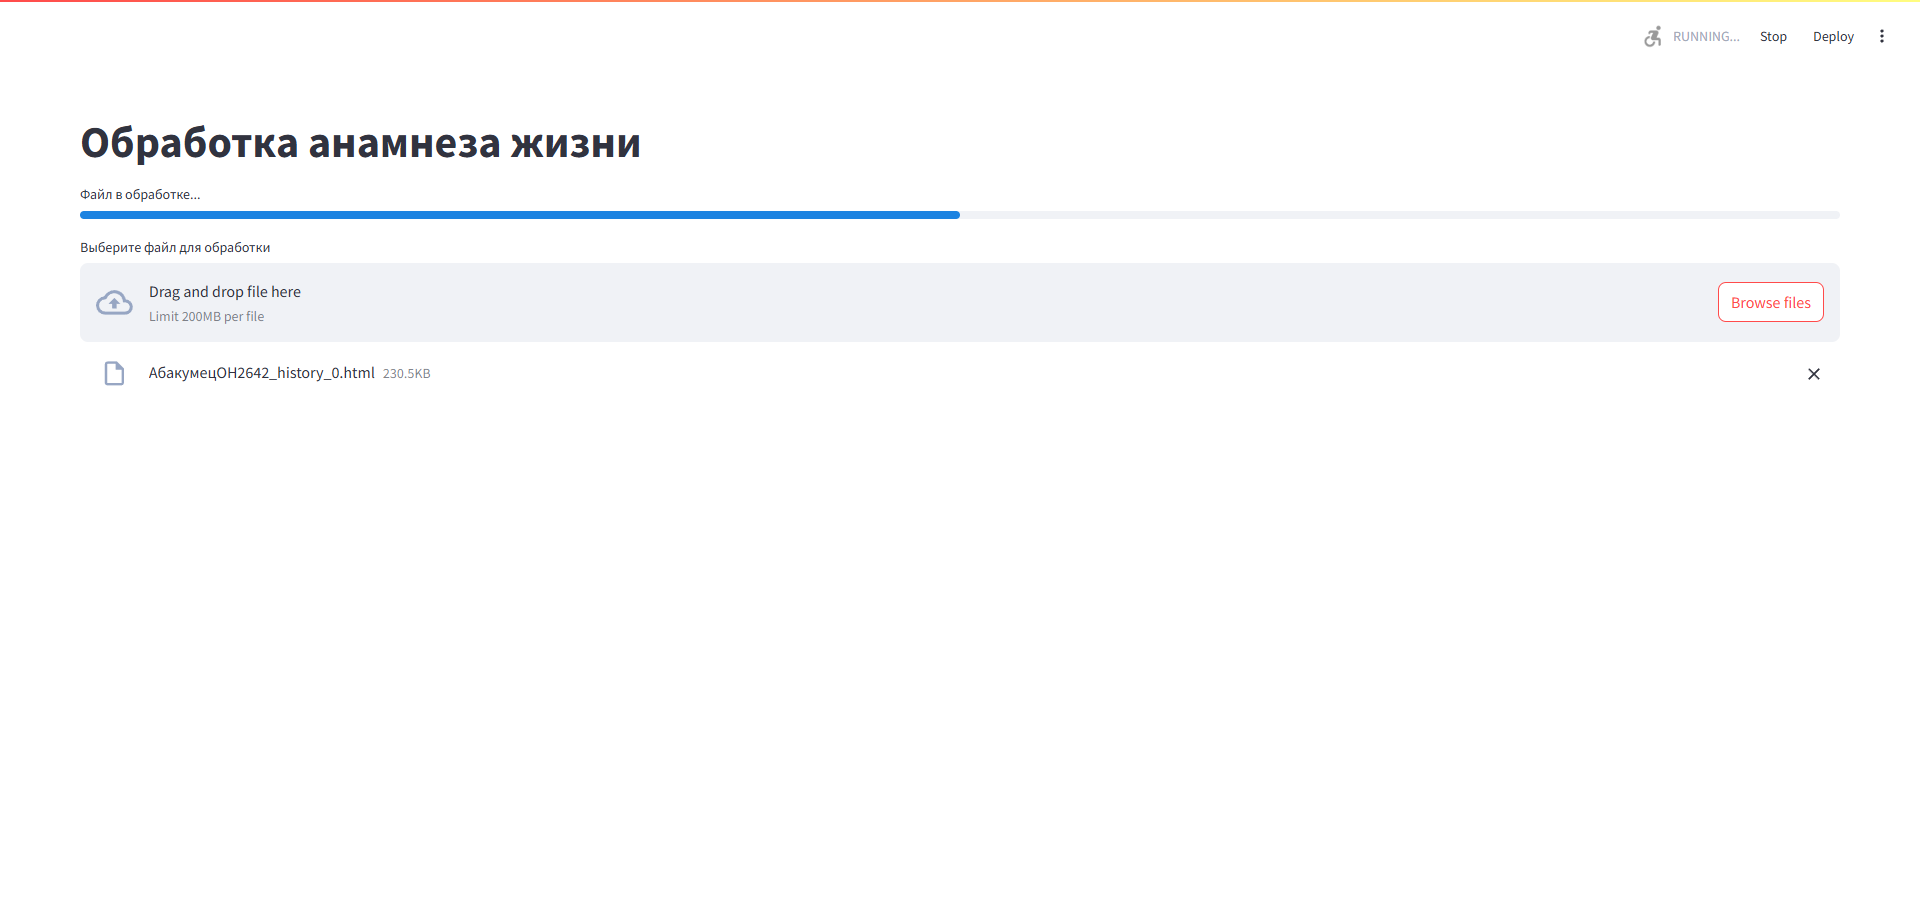 RUNNING...
Stop
Deploy
Обработка анамнеза жизни
Файл в обработке...
Выберите файл для обработки
Drag and drop file here
Limit 200MB per file
Browse files
АбакумецОН2642_history_0.html 230.5KB